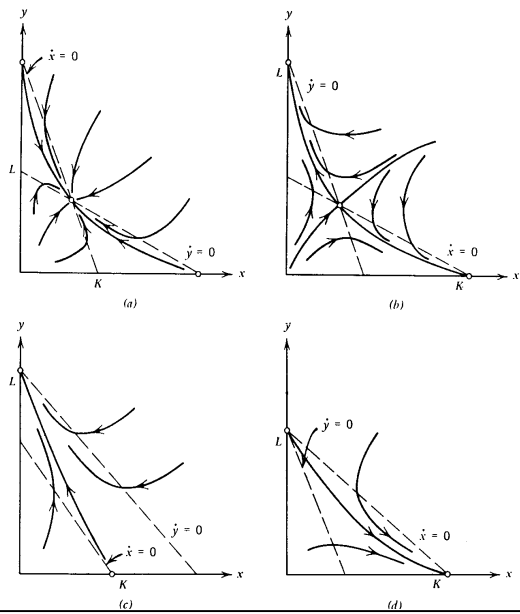 y
ẋ = 0
L
ẏ = 0
K
x
(a)
y
L
ẏ = 0
ẋ = 0
K
x
(b)
y
L
ẏ = 0
ẋ = 0
K
x
(c)
y
L
ẏ = 0
ẋ = 0
K
x
(d)